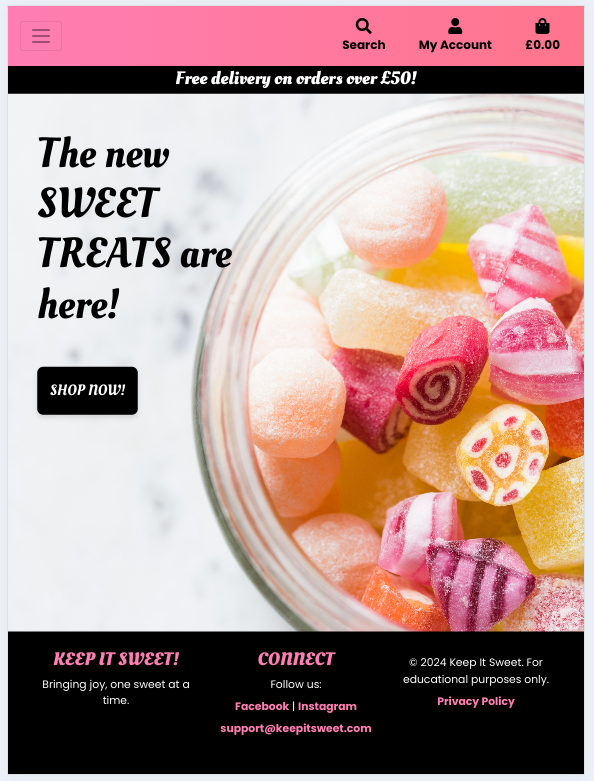 Search My Account £0.00
Free delivery on orders over £50!
The new
SWEET
TREATS are
here!
SHOP NOW!
KEEP IT SWEET!
Bringing joy, one sweet at a
time.
CONNECT
Follow us:
Facebook | Instagram
support@keepitsweet.com
© 2024 Keep It Sweet. For
educational purposes only.
Privacy Policy